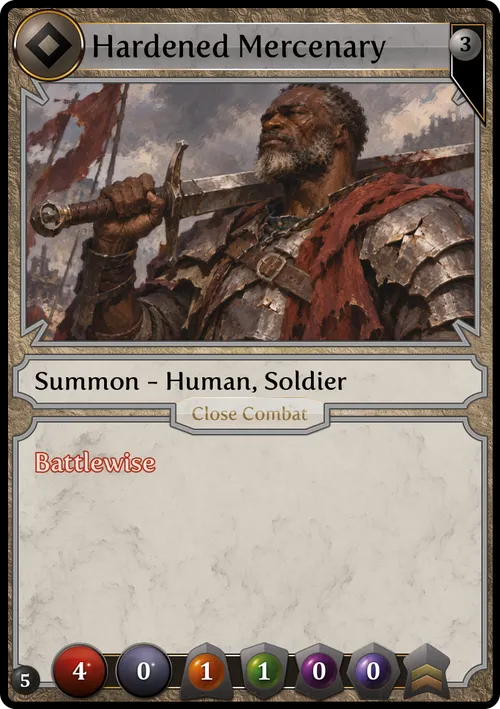 Hardened Mercenary
3
Summon – Human, Soldier
Close Combat
Battlewise
5 4* 0* 1 1 0 0